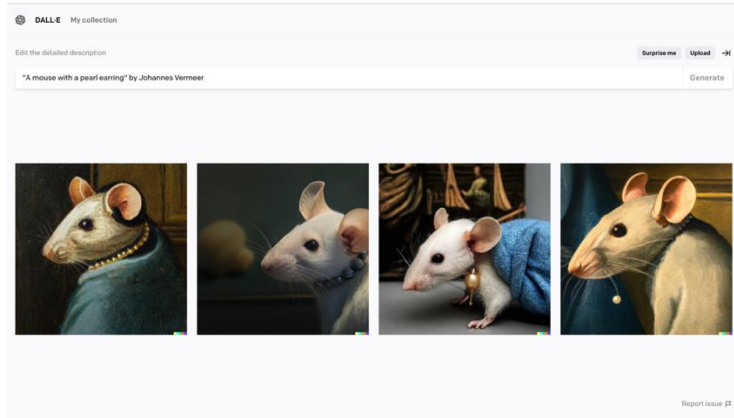 DALL·E My collection
Edit the detailed description
Surprise me Upload
"A mouse with a pearl earring" by Johannes Vermeer
Generate
Report issue